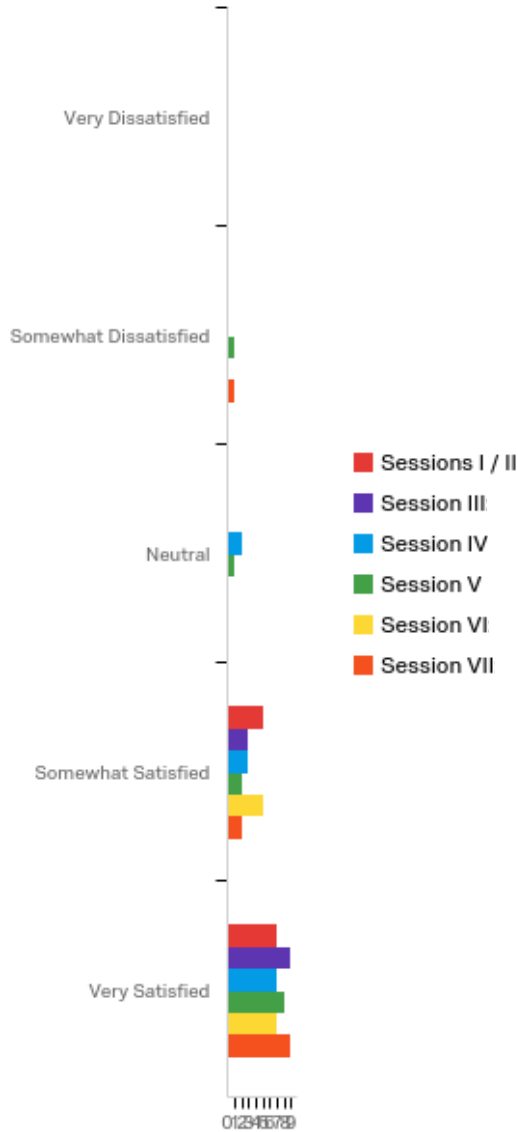 Very Dissatisfied
Somewhat Dissatisfied
Neutral
Somewhat Satisfied
Very Satisfied
Sessions I / II
Session III
Session IV
Session V
Session VI
Session VII
0123456789